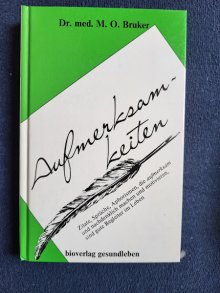 Dr. med. M. O. Bruker
Aufmerksam-
keiten
Zitate, Sprüche, Aphorismen, die aufmerksam
und nachdenklich machen und motivieren,
und gute Begleiter im Leben
bioverlag gesundleben